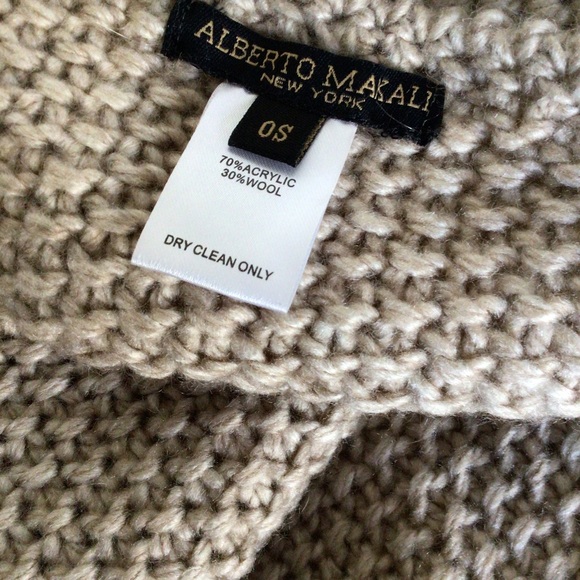 ALBERTO MAKALI
NEW YORK
OS
70%ACRYLIC
30%WOOL
DRY CLEAN ONLY